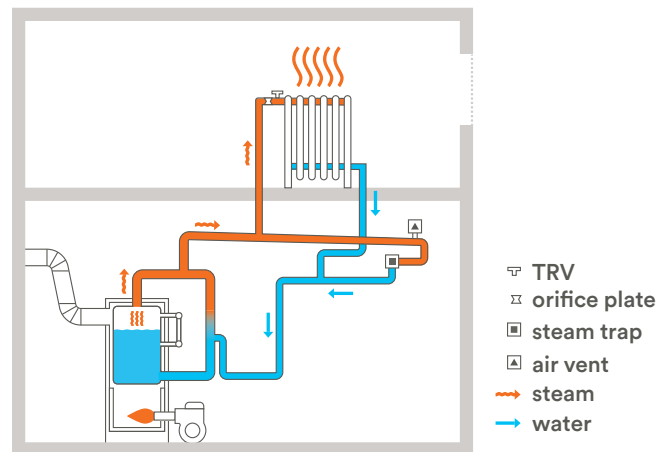 TRV
orifice plate
steam trap
air vent
steam
water